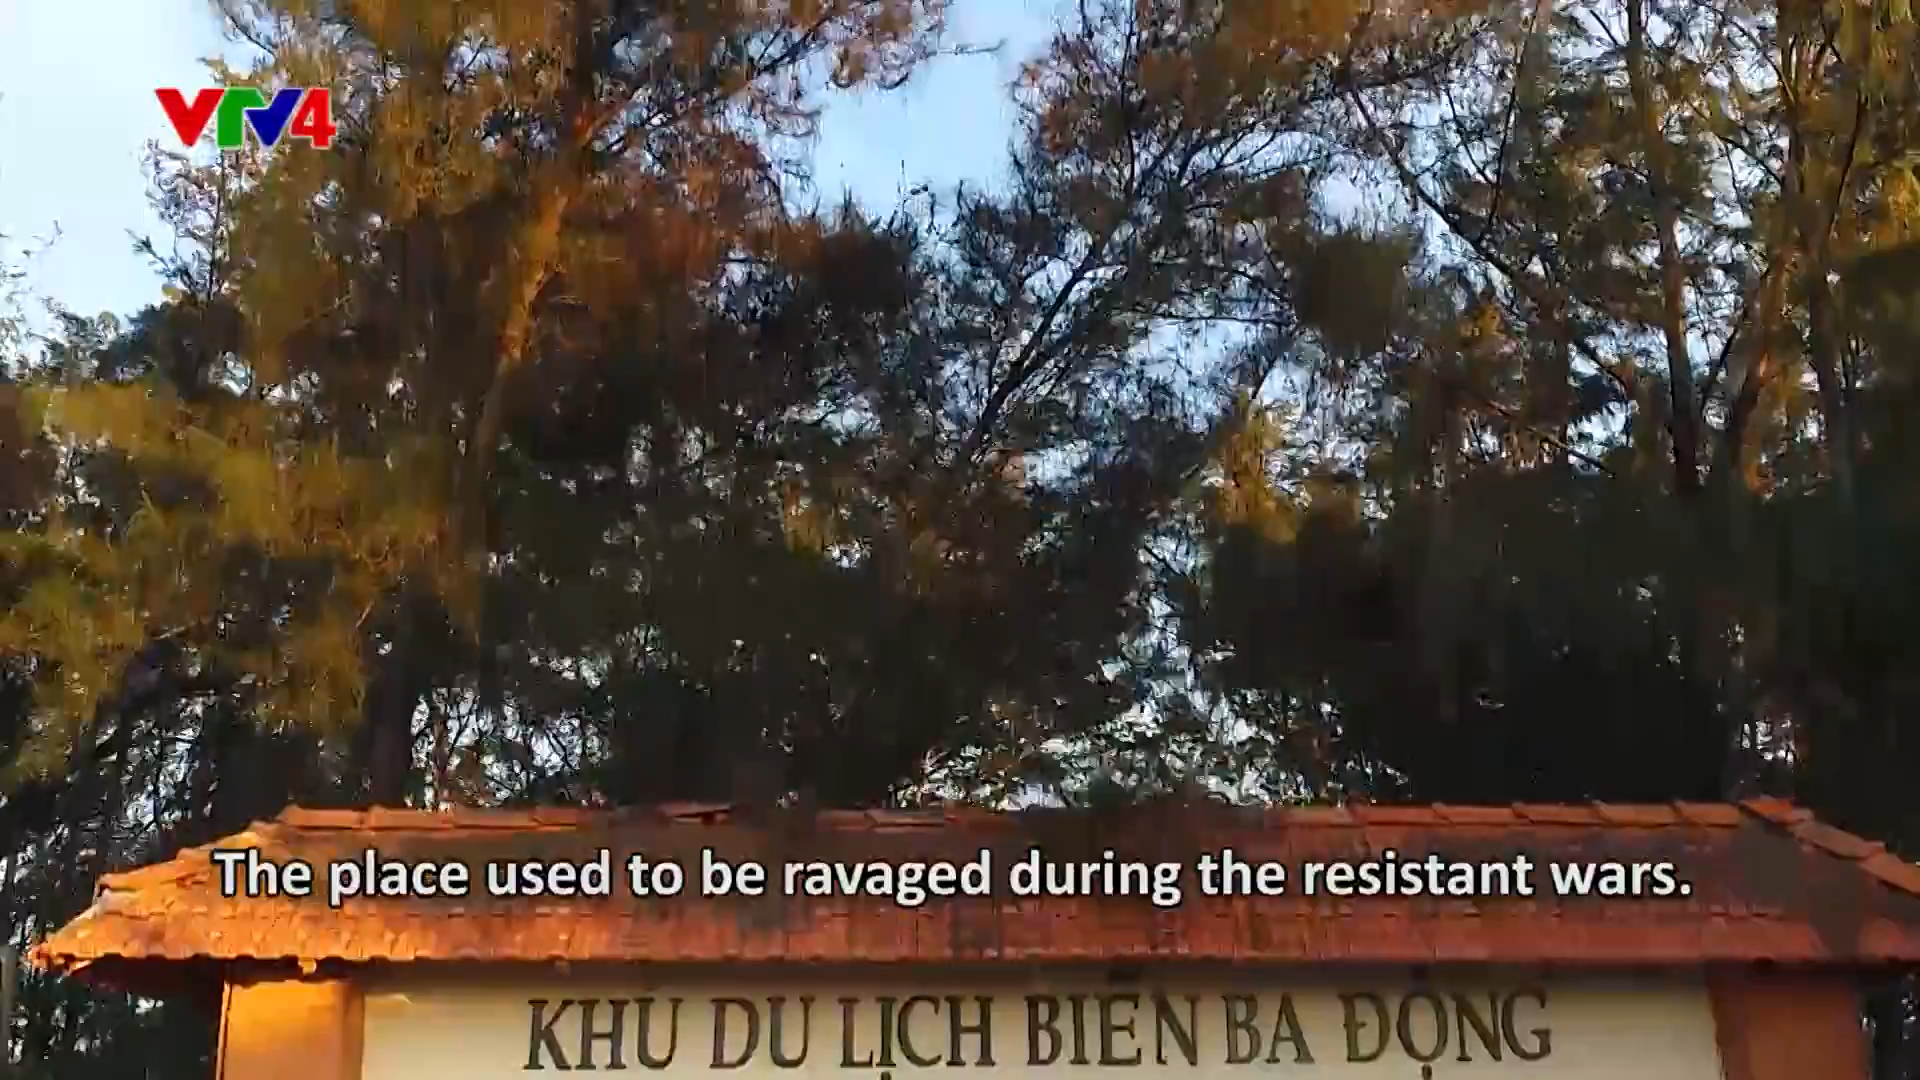 VTV4
The place used to be ravaged during the resistant wars.
KHU DU LỊCH BIỂN BA ĐỘNG